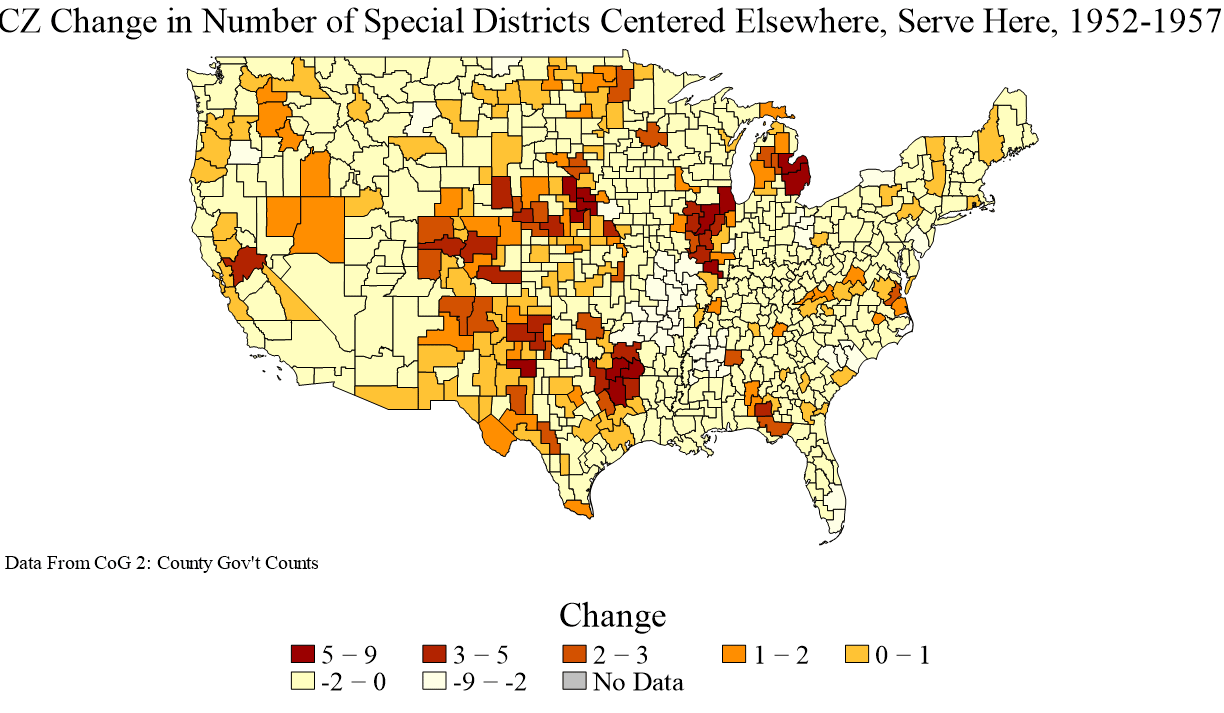 CZ Change in Number of Special Districts Centered Elsewhere, Serve Here, 1952-1957
Data From CoG 2: County Gov't Counts
Change
5 − 9 3 − 5 2 − 3 1 − 2 0 − 1
-2 − 0 -9 − -2 No Data